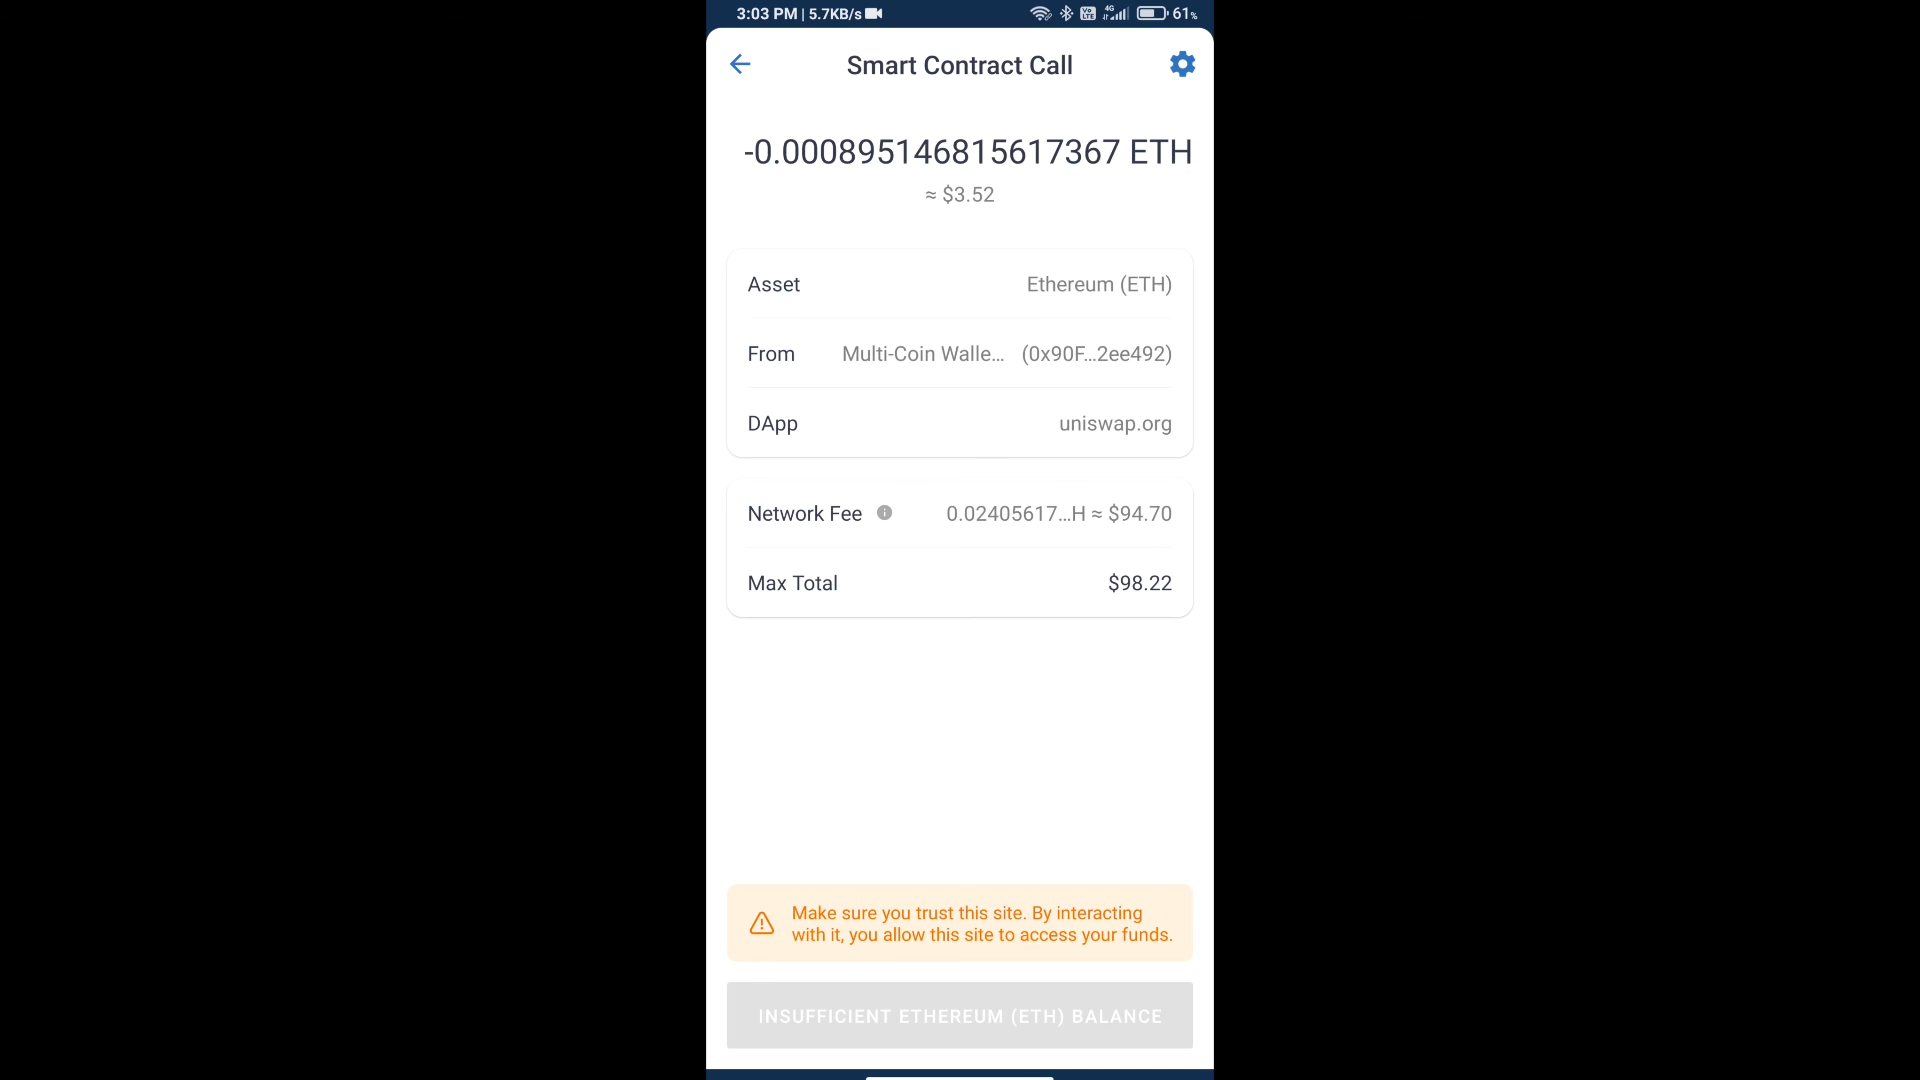 3:03 PM | 5.7KB/s 4G 61%
Smart Contract Call
-0.000895146815617367 ETH
≈ $3.52
Asset Ethereum (ETH)
From Multi-Coin Walle... (0x90F...2ee492)
DApp uniswap.org
Network Fee 0.02405617...H ≈ $94.70
Max Total $98.22
Make sure you trust this site. By interacting
with it, you allow this site to access your funds.
INSUFFICIENT ETHEREUM (ETH) BALANCE